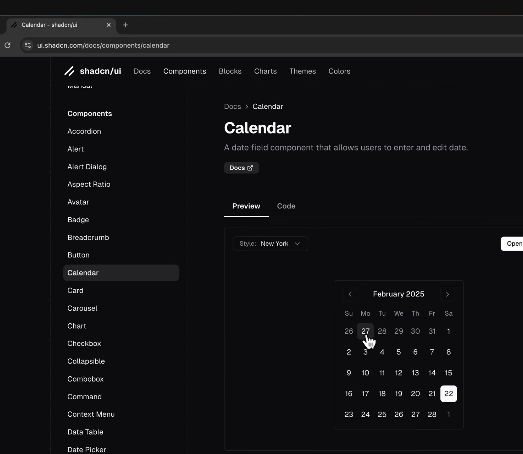 Calendar - shadcn/ui
ui.shadcn.com/docs/components/calendar
shadcn/ui Docs Components Blocks Charts Themes Colors
Manual
Components
Accordion
Alert
Alert Dialog
Aspect Ratio
Avatar
Badge
Breadcrumb
Button
Calendar
Card
Carousel
Chart
Checkbox
Collapsible
Combobox
Command
Context Menu
Data Table
Date Picker
Docs > Calendar
Calendar
A date field component that allows users to enter and edit date.
Docs
Preview Code
Style: New York
Open
February 2025
Su Mo Tu We Th Fr Sa
26 27 28 29 30 31 1
2 3 4 5 6 7 8
9 10 11 12 13 14 15
16 17 18 19 20 21 22
23 24 25 26 27 28 1